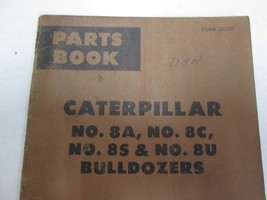 PARTS
BOOK
CATERPILLAR
NO. 8A, NO. 8C,
NO. 8S & NO. 8U
BULLDOZERS